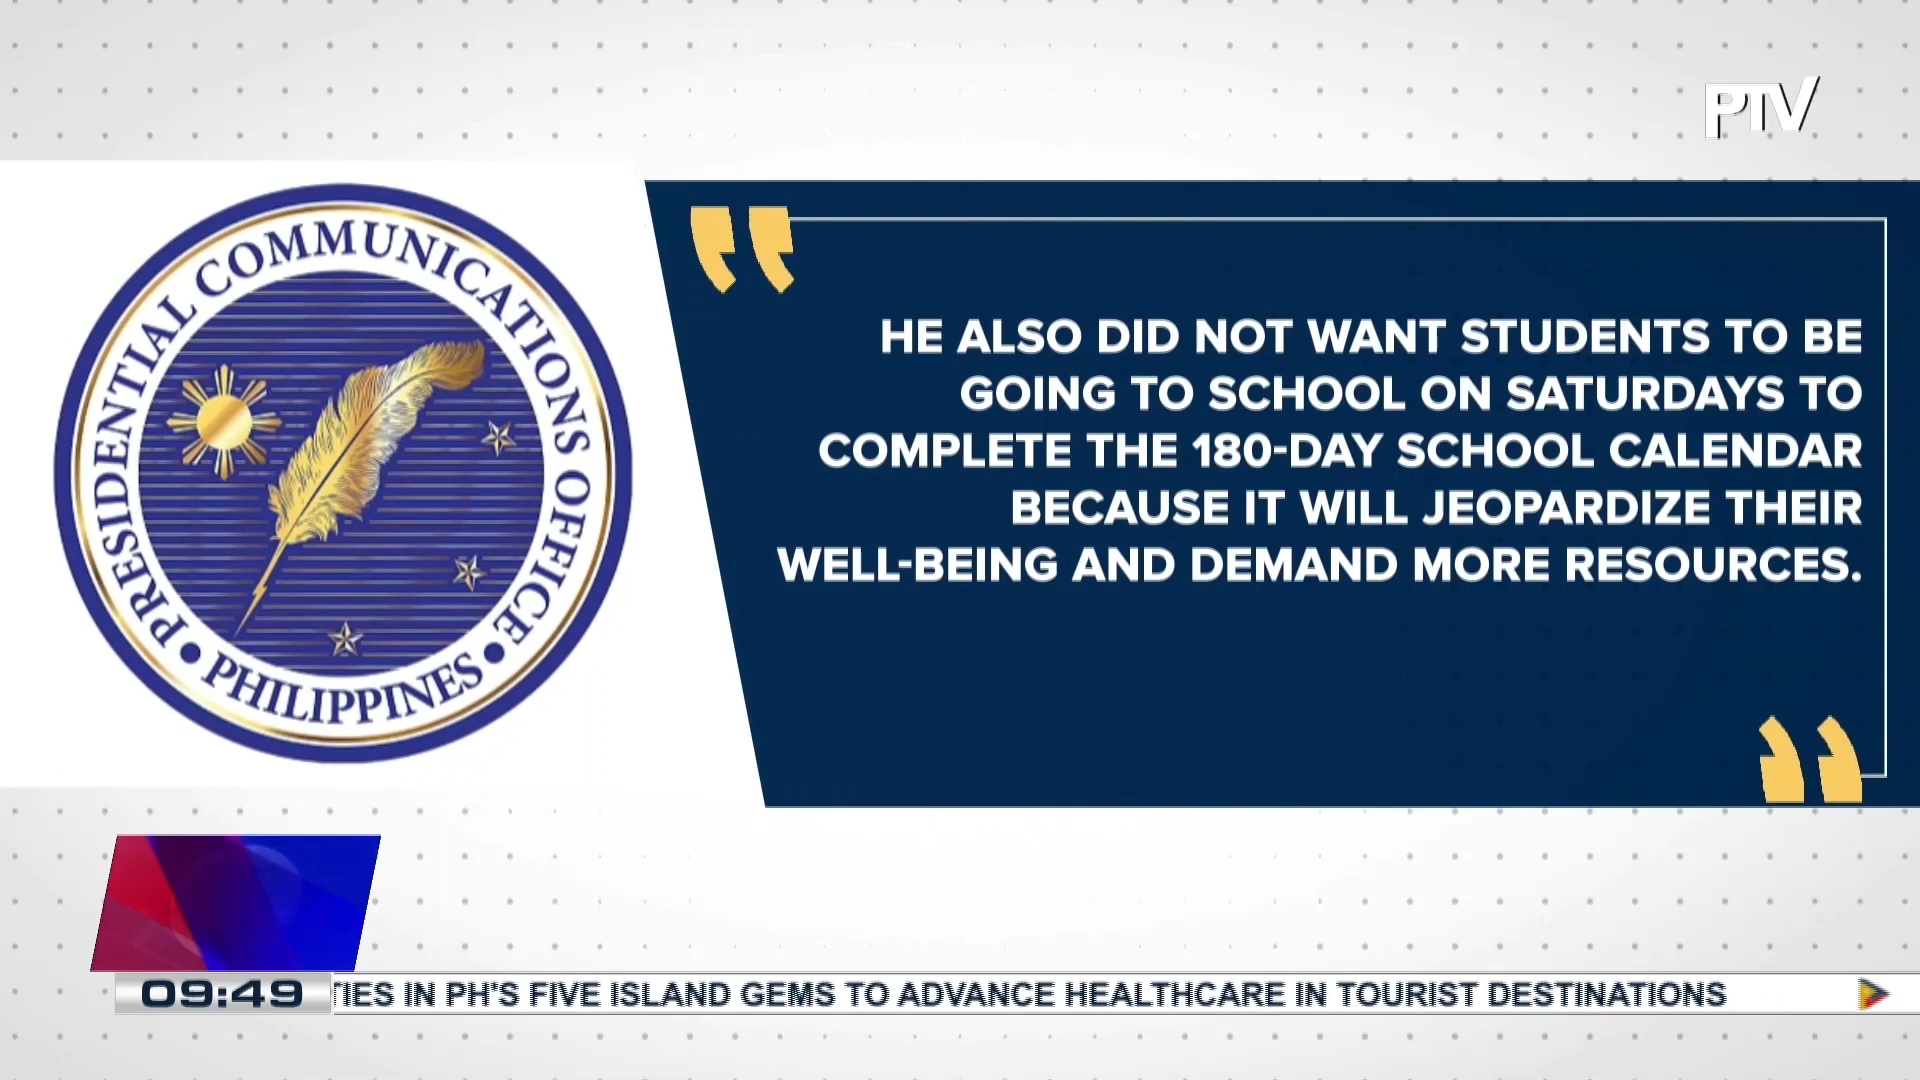 PTV
PRESIDENTIAL COMMUNICATIONS OFFICE
PHILIPPINES
HE ALSO DID NOT WANT STUDENTS TO BE
GOING TO SCHOOL ON SATURDAYS TO
COMPLETE THE 180-DAY SCHOOL CALENDAR
BECAUSE IT WILL JEOPARDIZE THEIR
WELL-BEING AND DEMAND MORE RESOURCES.
09:49
TIES IN PH'S FIVE ISLAND GEMS TO ADVANCE HEALTHCARE IN TOURIST DESTINATIONS